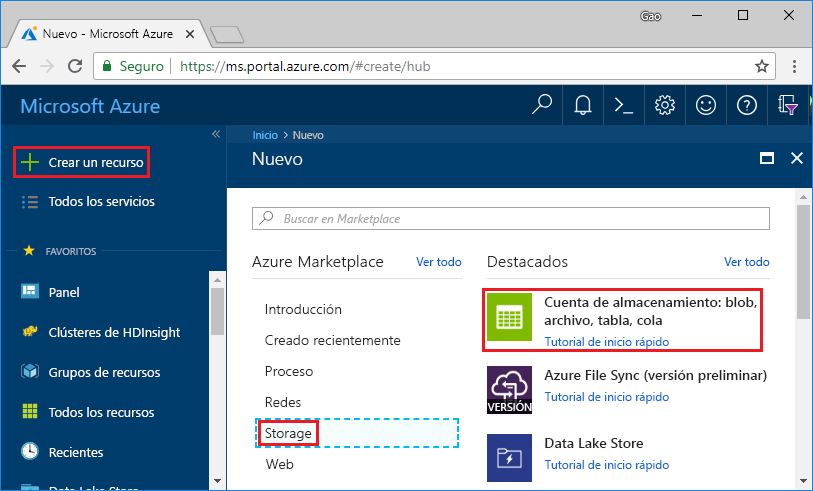 Gao
Nuevo - Microsoft Azure
Seguro
https://ms.portal.azure.com/#create/hub
Microsoft Azure
Crear un recurso
Todos los servicios
FAVORITOS
Panel
Clústeres de HDInsight
Grupos de recursos
Todos los recursos
Recientes
Data Lake Store
Inicio > Nuevo
Nuevo
Buscar en Marketplace
Azure Marketplace
Ver todo
Introducción
Creado recientemente
Proceso
Redes
Storage
Web
Destacados
Ver todo
Cuenta de almacenamiento: blob,
archivo, tabla, cola
Tutorial de inicio rápido
VERSIÓN
Azure File Sync (versión preliminar)
Tutorial de inicio rápido
Data Lake Store
Tutorial de inicio rápido